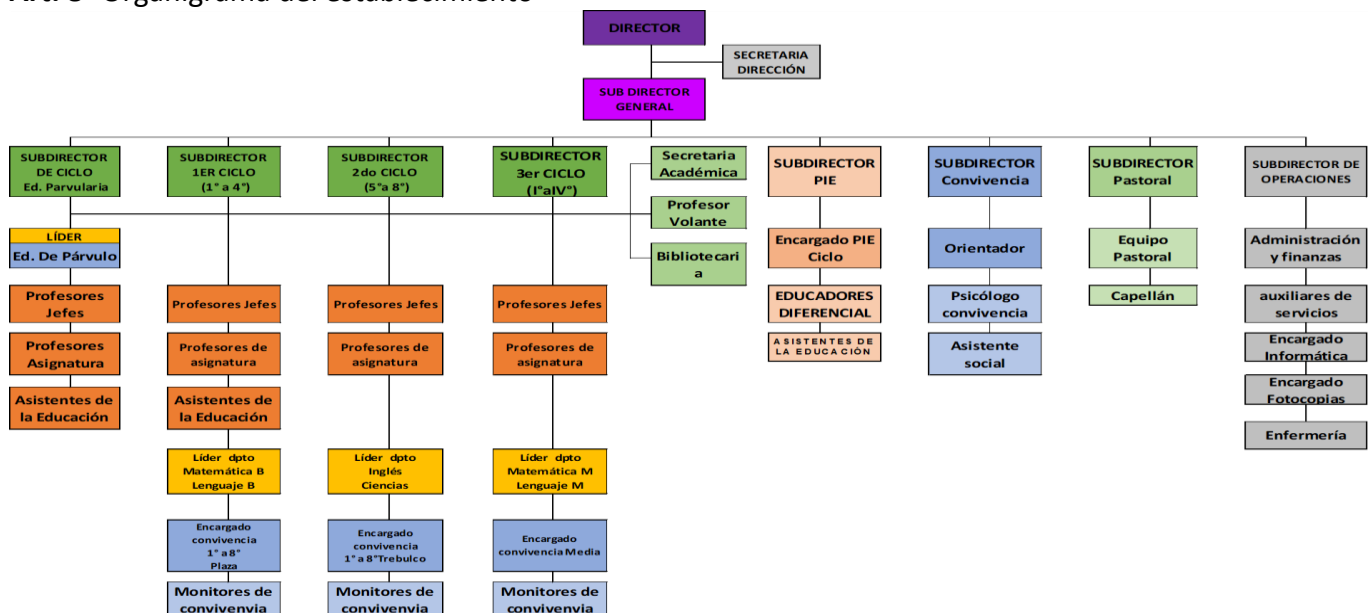 DIRECTOR
SECRETARIA
DIRECCIÓN
SUB DIRECTOR
GENERAL
SUBDIRECTOR
DE CICLO
Ed. Parvularia
SUBDIRECTOR
1ER CICLO
(1° a 4°)
SUBDIRECTOR
2do CICLO
(5°a 8°)
SUBDIRECTOR
3er CICLO
(I°aIV°)
Secretaria
Académica
SUBDIRECTOR
PIE
SUBDIRECTOR
Convivencia
SUBDIRECTOR
Pastoral
SUBDIRECTOR DE
OPERACIONES
Profesor
Volante
Bibliotecari
a
LÍDER
Ed. De Párvulo
Encargado PIE
Ciclo
Orientador
Equipo
Pastoral
Administración
y finanzas
Profesores
Jefes
Profesores Jefes
Profesores Jefes
Profesores Jefes
EDUCADORES
DIFERENCIAL
Psicólogo
convivencia
Capellán
auxiliares de
servicios
Profesores
Asignatura
Profesores de
asignatura
Profesores de
asignatura
Profesores de
asignatura
ASISTENTES DE
LA EDUCACIÓN
Asistente
social
Encargado
Informática
Asistentes de
la Educación
Asistentes de
la Educación
Encargado
Fotocopias
Enfermería
Líder dpto
Matemática B
Lenguaje B
Líder dpto
Inglés
Ciencias
Líder dpto
Matemática M
Lenguaje M
Encargado
convivencia
1° a 8°
Plaza
Encargado
convivencia
1° a 8°Trebulco
Encargado
convivencia Media
Monitores de
convivenvia
Monitores de
convivenvia
Monitores de
convivenvia